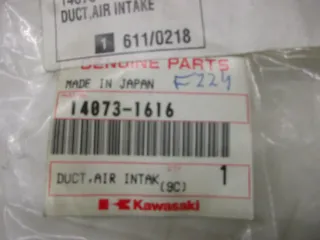 DUCT,AIR INTAKE
1 611/0218
GENUINE PARTS
MADE IN JAPAN
F224
14073-1616
DUCT,AIR INTAK(9C)
1
Kawasaki